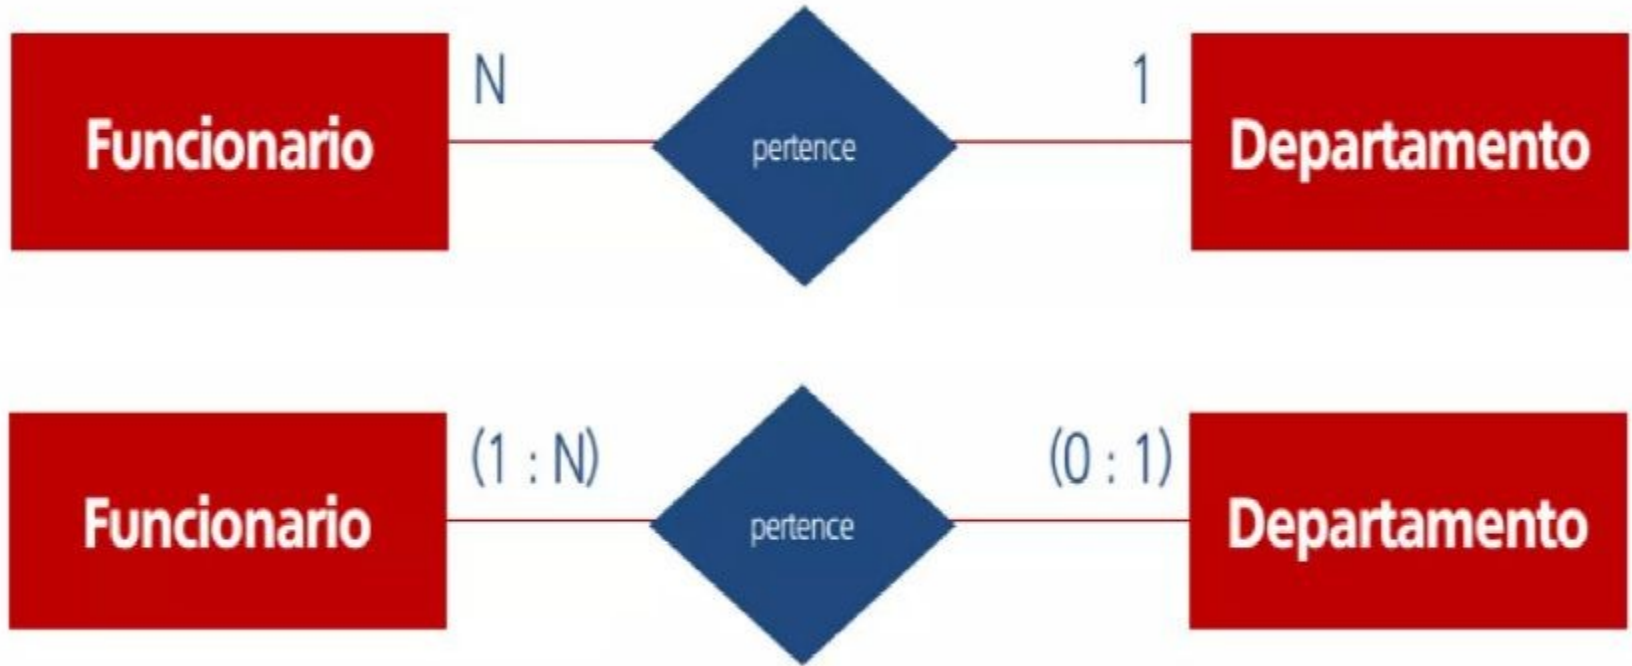 N
1
Funcionario
pertence
Departamento
(1 : N)
(0 : 1)
Funcionario
pertence
Departamento